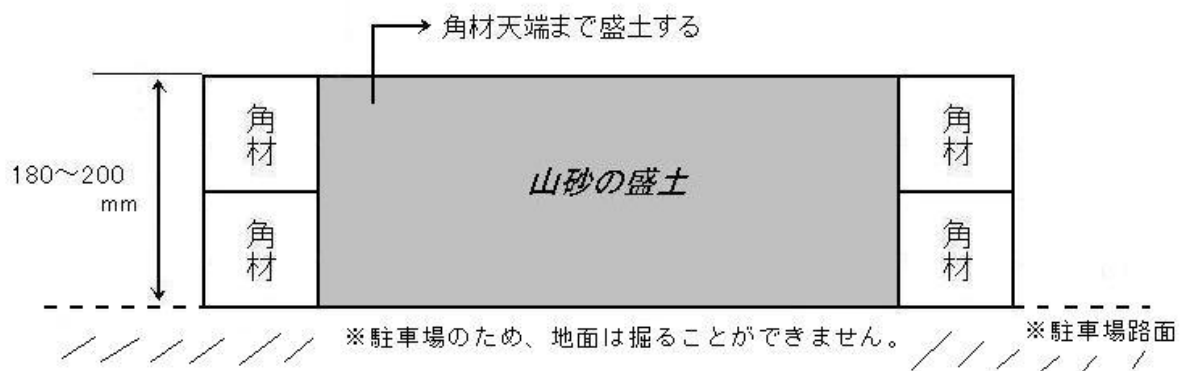 角材天端まで盛土する
角材
角材
180～200
mm
山砂の盛土
角材
角材
※駐車場のため、地面は掘ることができません。
※駐車場路面